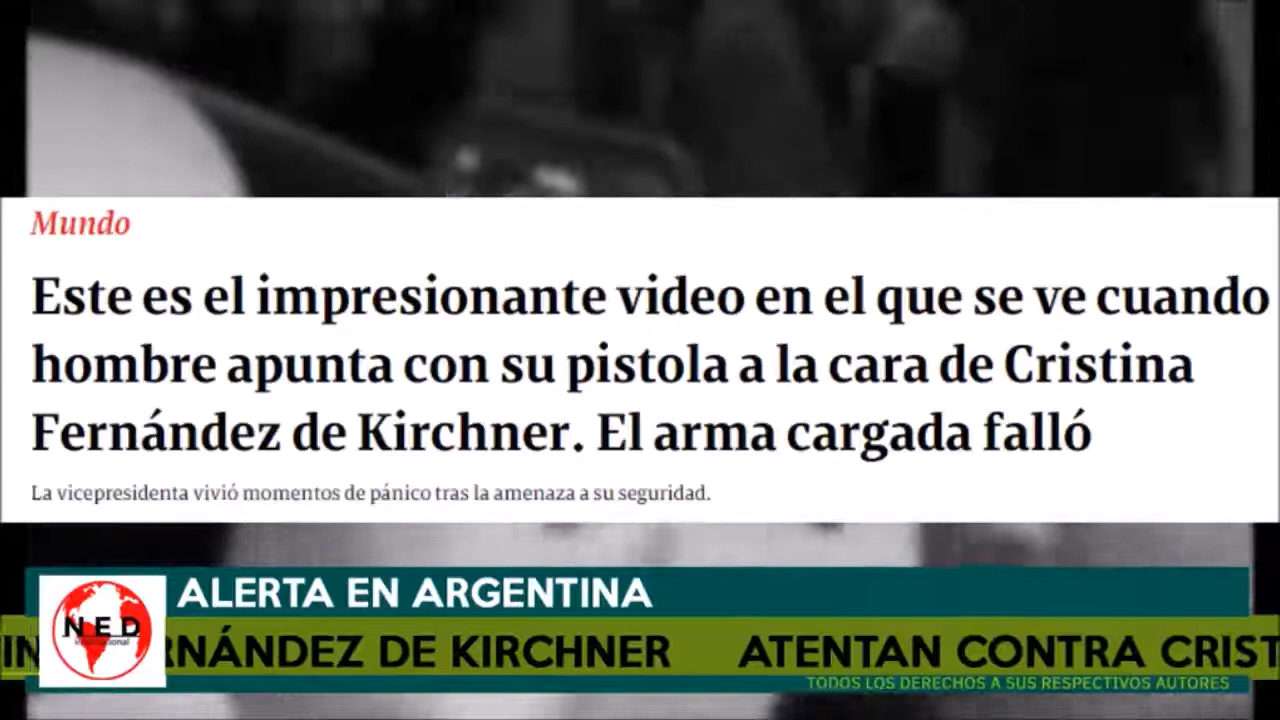 Mundo
Este es el impresionante video en el que se ve cuando
hombre apunta con su pistola a la cara de Cristina
Fernández de Kirchner. El arma cargada falló
La vicepresidenta vivió momentos de pánico tras la amenaza a su seguridad.
ALERTA EN ARGENTINA
NED
RNÁNDEZ DE KIRCHNER ATENTAN CONTRA CRIST
TODOS LOS DERECHOS A SUS RESPECTIVOS AUTORES